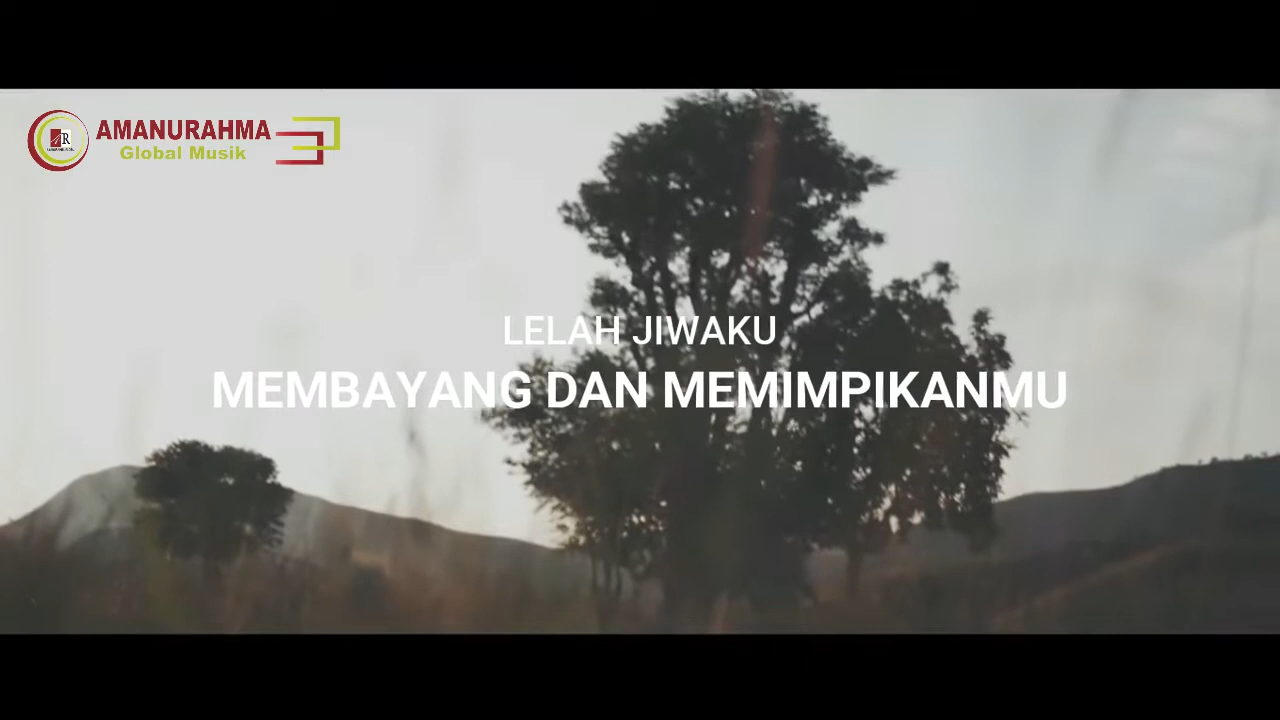 AMANURAHMA
Global Musik
LELAH JIWAKU
MEMBAYANG DAN MEMIMPIKANMU